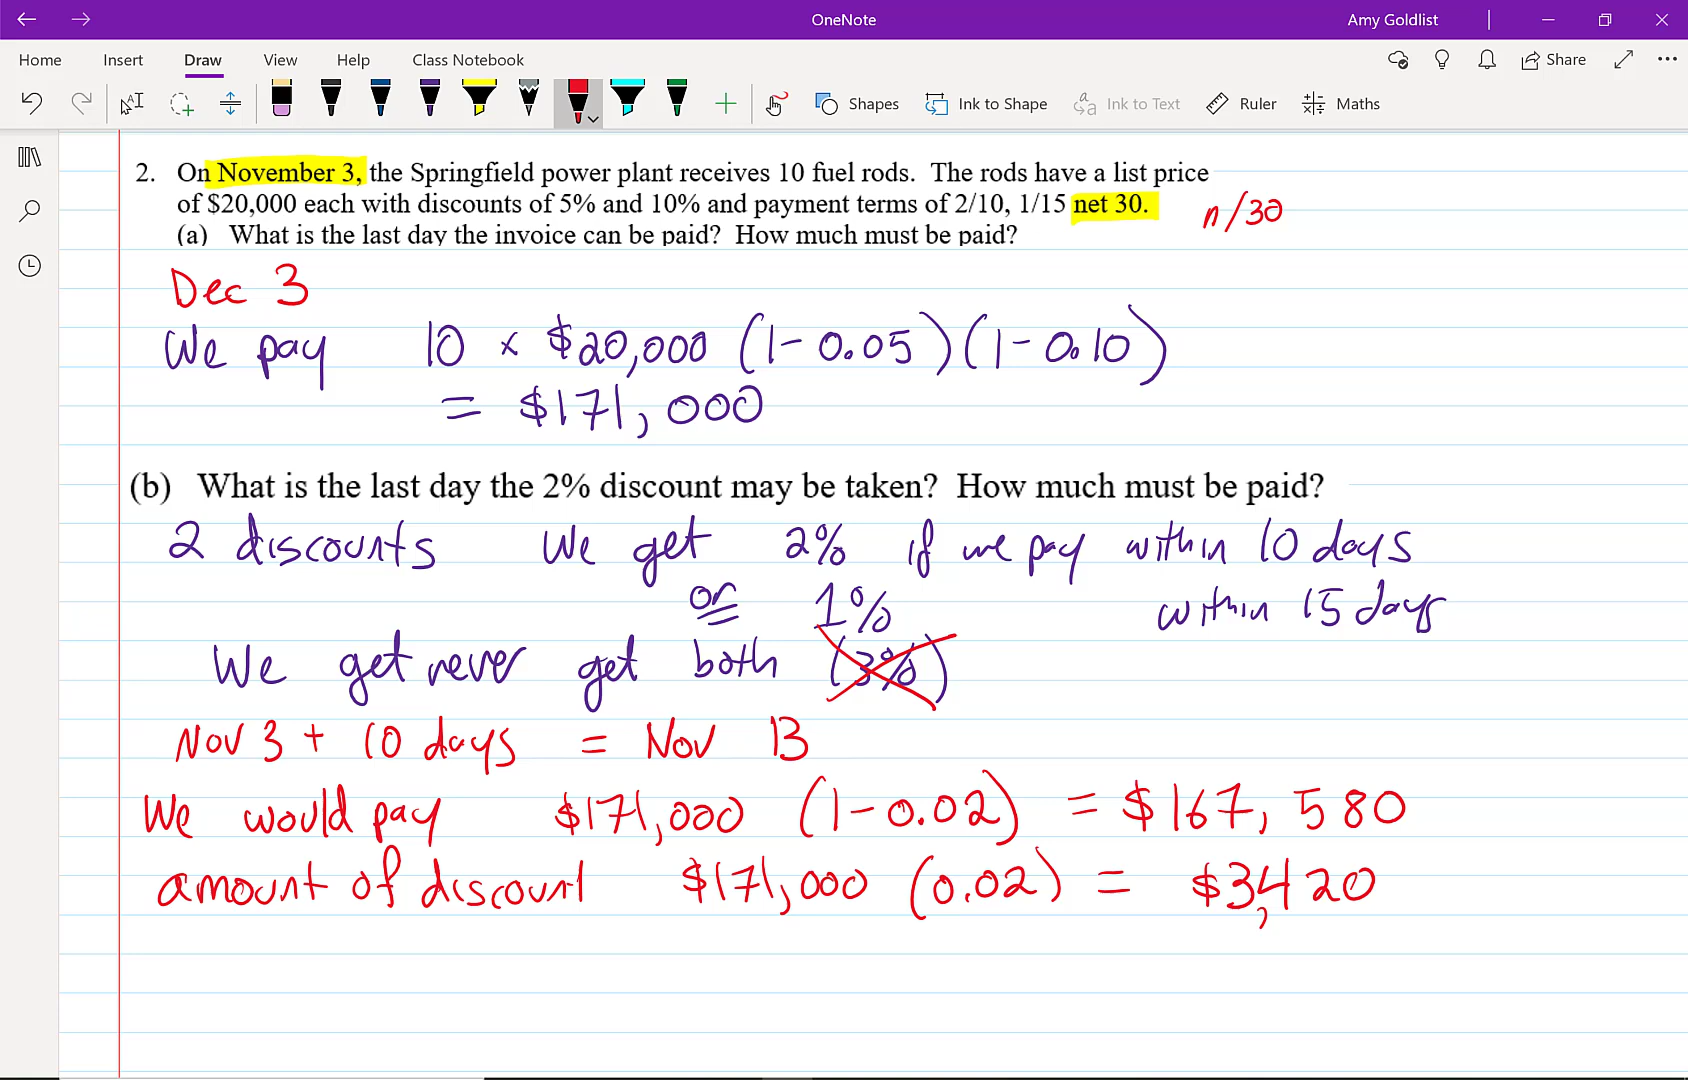 OneNote
Amy Goldlist
Home Insert Draw View Help Class Notebook
Share
Shapes Ink to Shape Ink to Text Ruler Maths
2. On November 3, the Springfield power plant receives 10 fuel rods. The rods have a list price
of $20,000 each with discounts of 5% and 10% and payment terms of 2/10, 1/15 net 30.
n/30
(a) What is the last day the invoice can be paid? How much must be paid?
Dec 3
We pay 10 × $20,000 (1-0.05)(1-0.10)
= $171,000
(b) What is the last day the 2% discount may be taken? How much must be paid?
2 discounts We get 2% if we pay within 10 days
or 1% within 15 days
We get never get both (3%)
Nov 3 + 10 days = Nov 13
We would pay $171,000 (1-0.02) = $167,580
amount of discount $171,000 (0.02) = $3,420